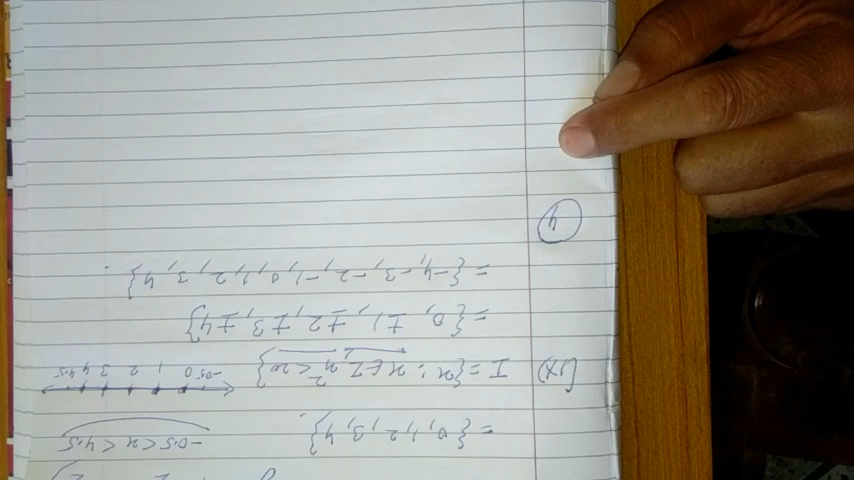 -0.5 < x < 4.5
= {0, 1, 2, 3, 4}.
-0.5 0 1 2 3 4 4.5
(ix) I = {x : x ∈ I x² < 20}
= {0, ±1, ±2, ±3 ±4}
= {-4, -3, -2, -1, 0, 1, 2, 3, 4}.
4